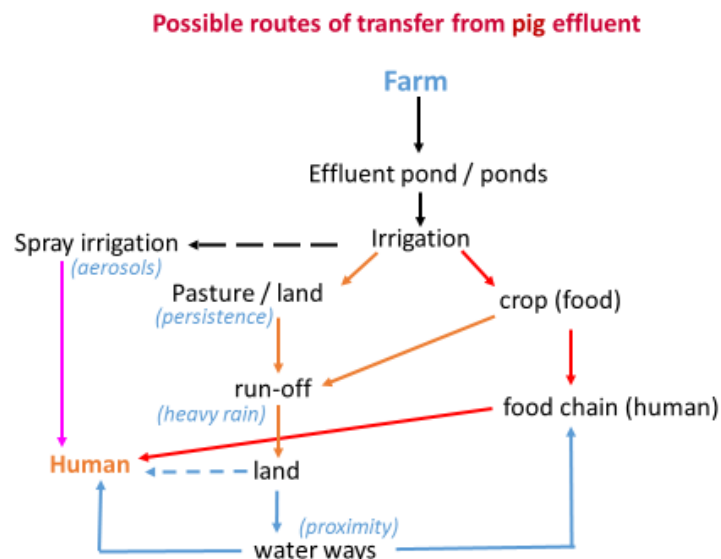 Possible routes of transfer from pig effluent
Farm
Effluent pond / ponds
Spray irrigation
Irrigation
(aerosols)
Pasture / land
crop (food)
(persistence)
run-off
food chain (human)
(heavy rain)
Human
land
(proximity)
water ways